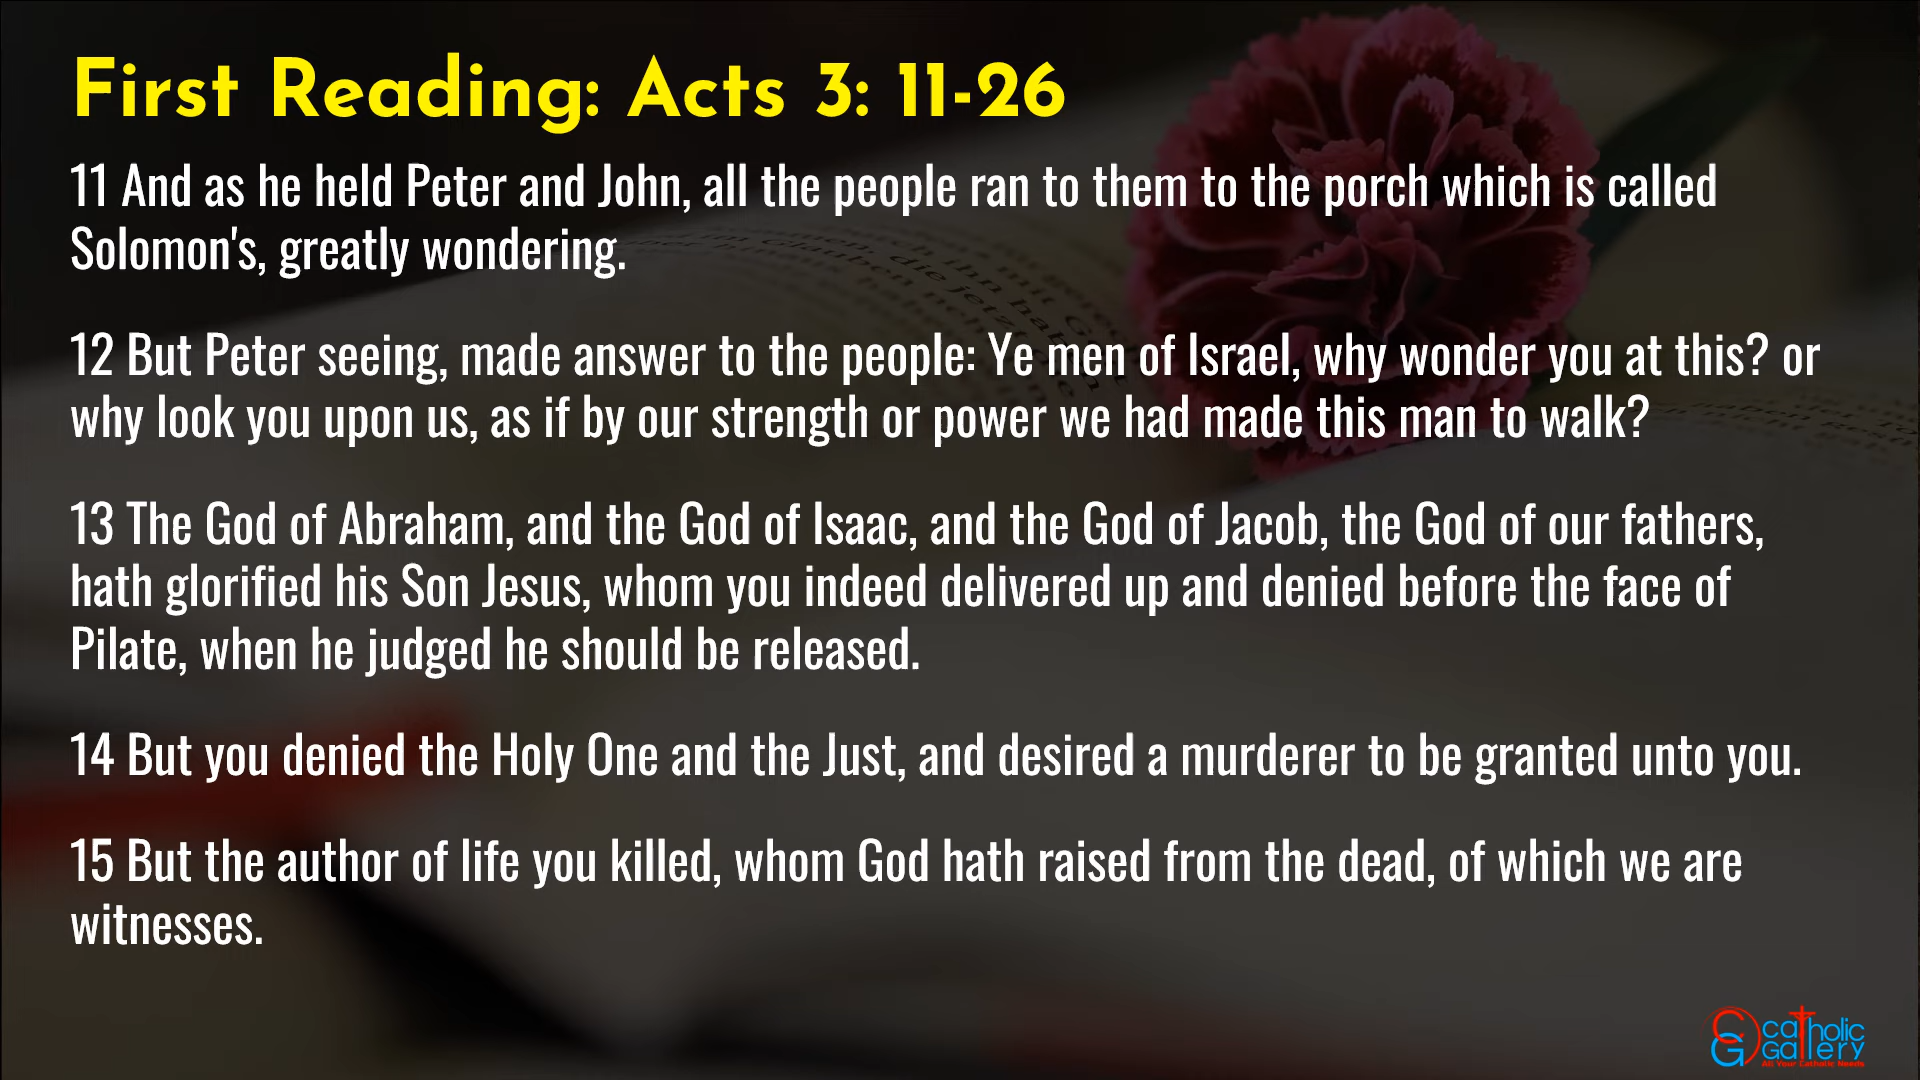 First Reading: Acts 3: 11-26
11 And as he held Peter and John, all the people ran to them to the porch which is called
Solomon's, greatly wondering.
12 But Peter seeing, made answer to the people: Ye men of Israel, why wonder you at this? or
why look you upon us, as if by our strength or power we had made this man to walk?
13 The God of Abraham, and the God of Isaac, and the God of Jacob, the God of our fathers,
hath glorified his Son Jesus, whom you indeed delivered up and denied before the face of
Pilate, when he judged he should be released.
14 But you denied the Holy One and the Just, and desired a murderer to be granted unto you.
15 But the author of life you killed, whom God hath raised from the dead, of which we are
witnesses.
CG catholic
Gallery
All Your Catholic Needs